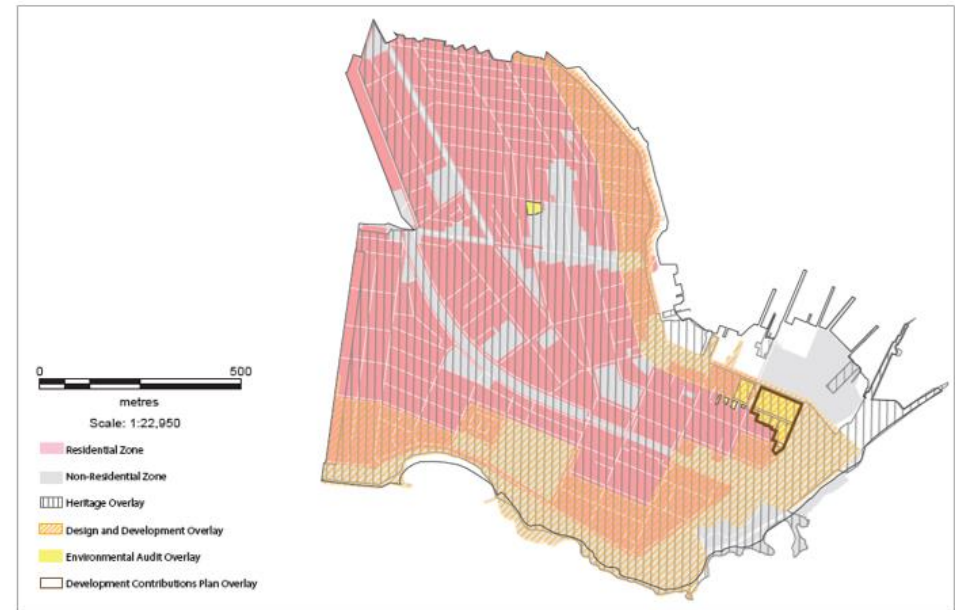 0 500
metres
Scale: 1:22,950
Residential Zone
Non-Residential Zone
Heritage Overlay
Design and Development Overlay
Environmental Audit Overlay
Development Contributions Plan Overlay